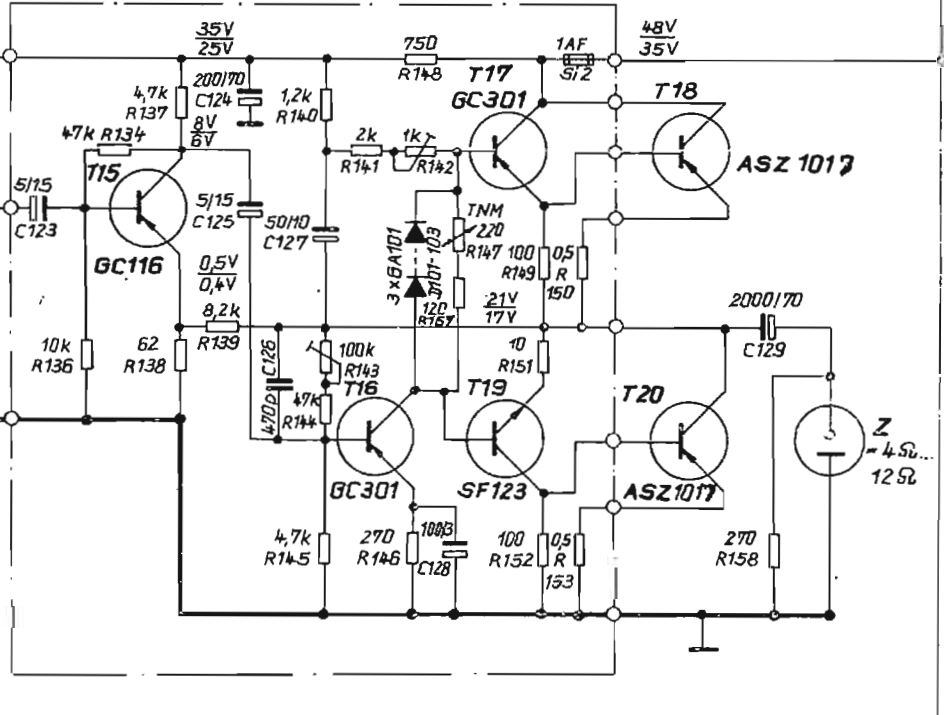 35V
25V
750
R148
1AF
Si2
48V
35V
T17
GC301
T18
ASZ 1017
4,7k
R137
200/70
C124
1,2k
R140
8V
6V
47k R134
2k
R141
1k
R142
T15
5/15
C123
GC116
5/15
C125
50/10
C127
3x GA101
D101-103
TNM
220
R147
120
R157
100
R149
0,5
R
150
0,5V
0,4V
8,2k
R139
21V
17V
2000/70
C129
10k
R136
62
R138
C126
470p
100k
R143
T16
47k
R144
GC301
10
R151
T19
SF123
T20
ASZ1017
Z
= 4Ω...
12Ω
4,7k
R145
270
R146
100/3
C128
100
R152
0,5
R
153
270
R158